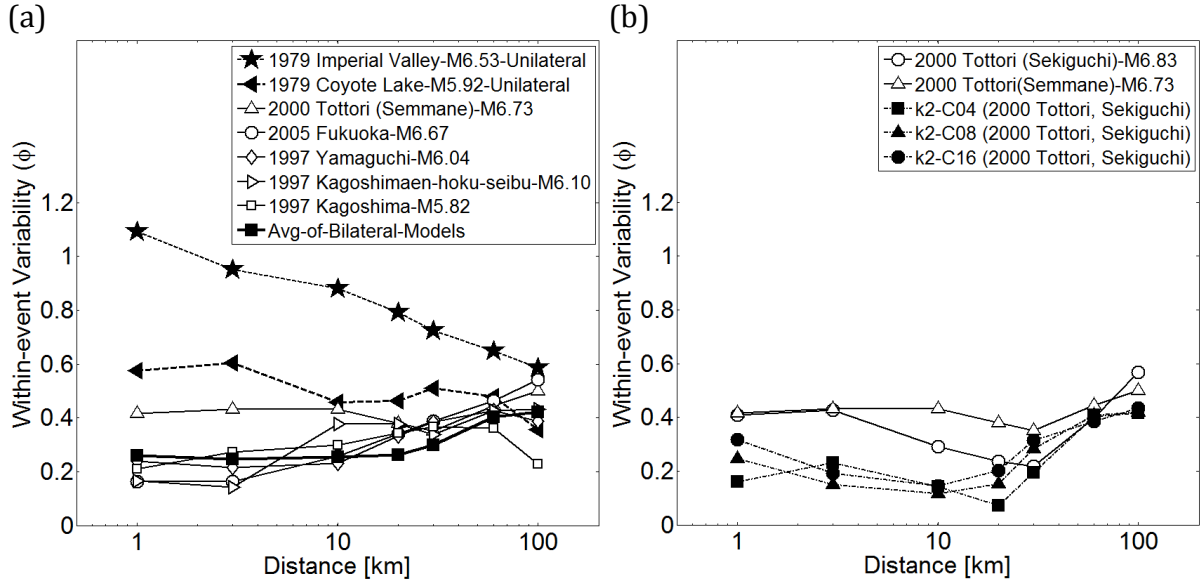 (a)
1979 Imperial Valley-M6.53-Unilateral
1979 Coyote Lake-M5.92-Unilateral
2000 Tottori (Semmane)-M6.73
2005 Fukuoka-M6.67
1997 Yamaguchi-M6.04
1997 Kagoshimaen-hoku-seibu-M6.10
1997 Kagoshima-M5.82
Avg-of-Bilateral-Models
Within-event Variability (ϕ)
1.2
1
0.8
0.6
0.4
0.2
0
1
10
100
Distance [km]
(b)
2000 Tottori (Sekiguchi)-M6.83
2000 Tottori(Semmane)-M6.73
k2-C04 (2000 Tottori, Sekiguchi)
k2-C08 (2000 Tottori, Sekiguchi)
k2-C16 (2000 Tottori, Sekiguchi)
Within-event Variability (ϕ)
1.2
1
0.8
0.6
0.4
0.2
0
1
10
100
Distance [km]